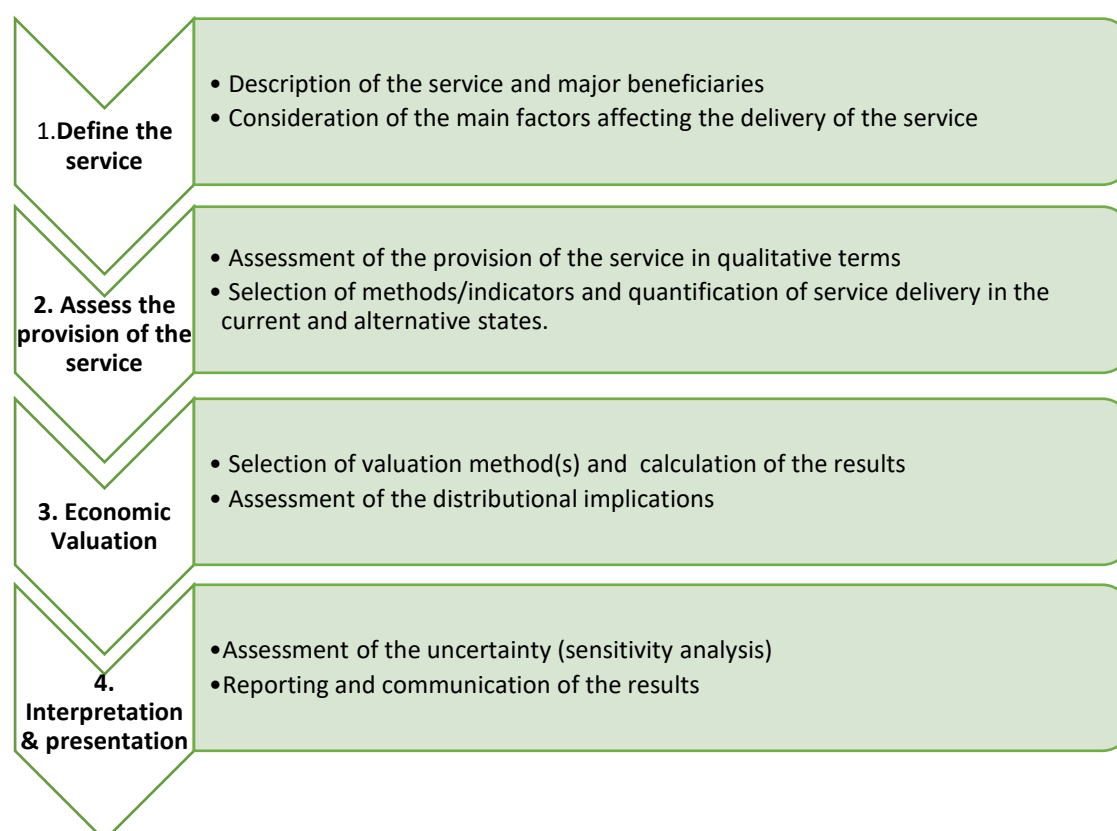 1.Define the
service
• Description of the service and major beneficiaries
• Consideration of the main factors affecting the delivery of the service
2. Assess the
provision of the
service
• Assessment of the provision of the service in qualitative terms
• Selection of methods/indicators and quantification of service delivery in the
current and alternative states.
3. Economic
Valuation
• Selection of valuation method(s) and  calculation of the results
• Assessment of the distributional implications
4.
Interpretation
& presentation
•Assessment of the uncertainty (sensitivity analysis)
•Reporting and communication of the results